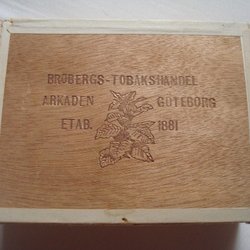 BROBERGS-TOBAKSHANDEL
ARKADEN GÖTEBORG
ETAB. 1881